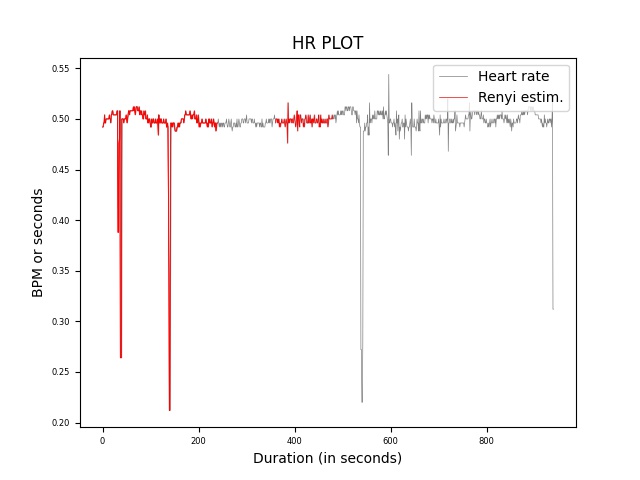 HR PLOT
Heart rate
Renyi estim.
BPM or seconds
0.55
0.50
0.45
0.40
0.35
0.30
0.25
0.20
0 200 400 600 800
Duration (in seconds)